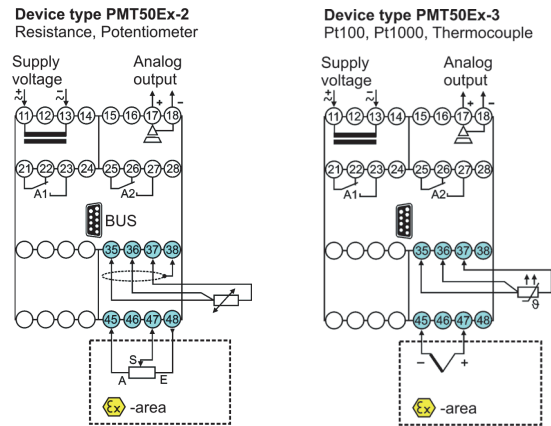 Device type PMT50Ex-2
Resistance, Potentiometer
Supply voltage
Analog output
≂+ ≂− + −
11 12 13 14 15 16 17 18
21 22 23 24 25 26 27 28
A1 A2
BUS
35 36 37 38
45 46 47 48
S
A E
Ex -area
Device type PMT50Ex-3
Pt100, Pt1000, Thermocouple
Supply voltage
Analog output
≂+ ≂− + −
11 12 13 14 15 16 17 18
21 22 23 24 25 26 27 28
A1 A2
35 36 37 38
ϑ
45 46 47 48
− +
Ex -area